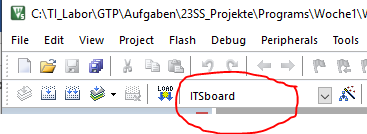 C:\TI_Labor\GTP\Aufgaben\23SS_Projekte\Programs\Woche1\
File Edit View Project Flash Debug Peripherals Tools
LOAD ITSboard